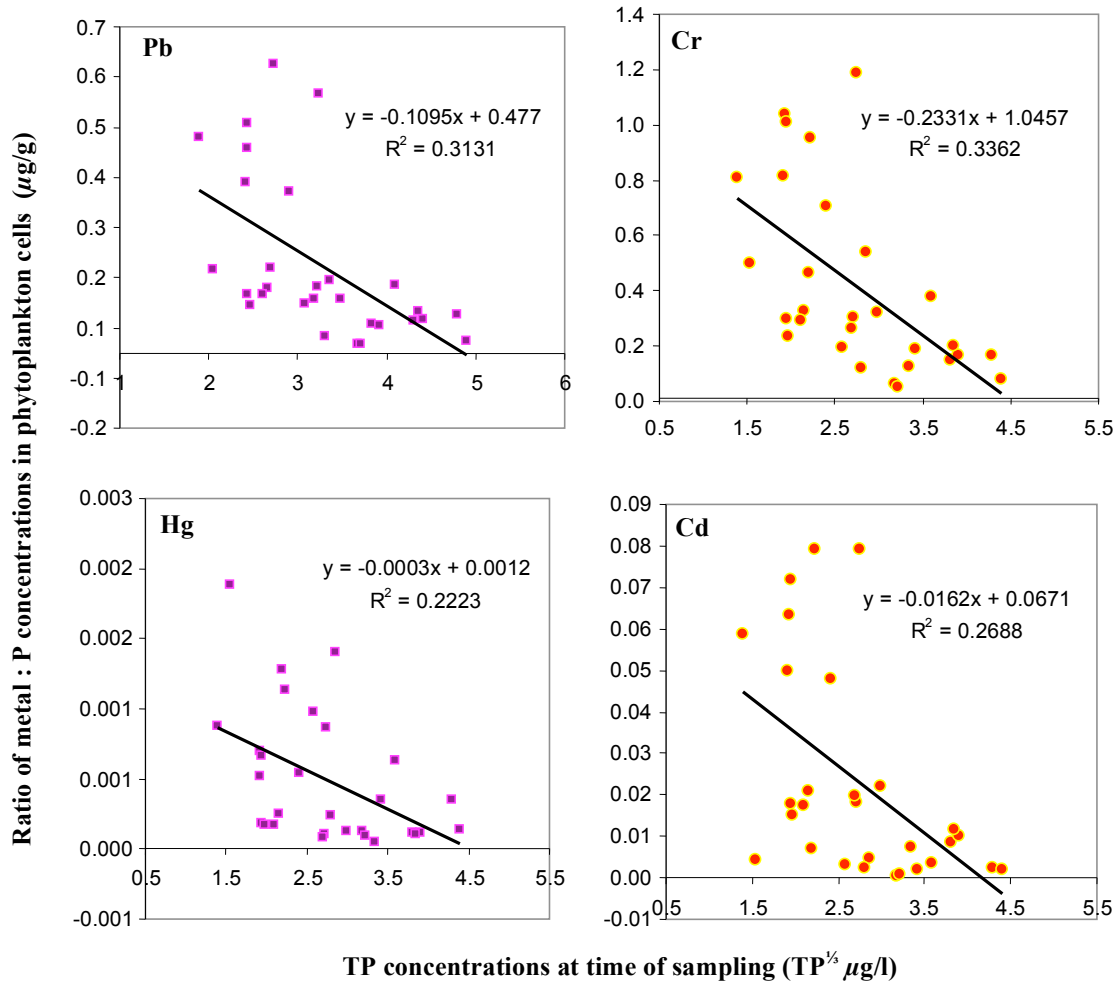 Ratio of metal : P concentrations in phytoplankton cells (µg/g)
Pb
0.7
0.6
0.5
0.4
0.3
0.2
0.1
-0.1
-0.2
1 2 3 4 5 6
y = -0.1095x + 0.477
R² = 0.3131
Cr
1.4
1.2
1.0
0.8
0.6
0.4
0.2
0.0
0.5 1.5 2.5 3.5 4.5 5.5
y = -0.2331x + 1.0457
R² = 0.3362
Hg
0.003
0.002
0.002
0.001
0.001
0.000
-0.001
0.5 1.5 2.5 3.5 4.5 5.5
y = -0.0003x + 0.0012
R² = 0.2223
Cd
0.09
0.08
0.07
0.06
0.05
0.04
0.03
0.02
0.01
0.00
-0.01
0.5 1.5 2.5 3.5 4.5 5.5
y = -0.0162x + 0.0671
R² = 0.2688
TP concentrations at time of sampling (TP^⅓ µg/l)